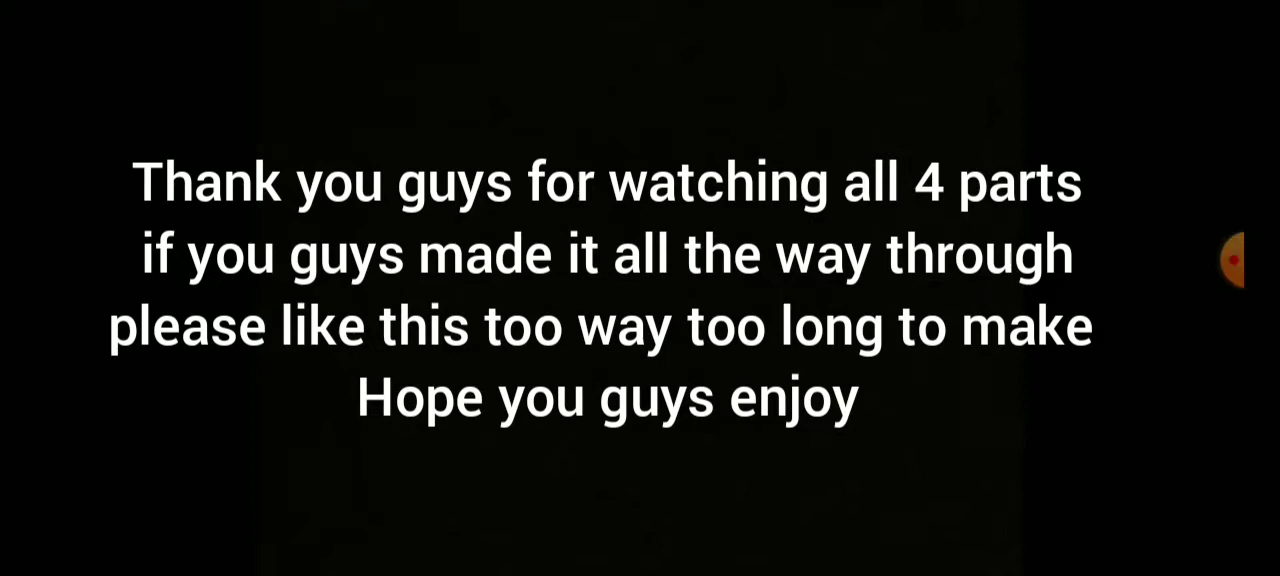 Thank you guys for watching all 4 parts
if you guys made it all the way through
please like this too way too long to make
Hope you guys enjoy